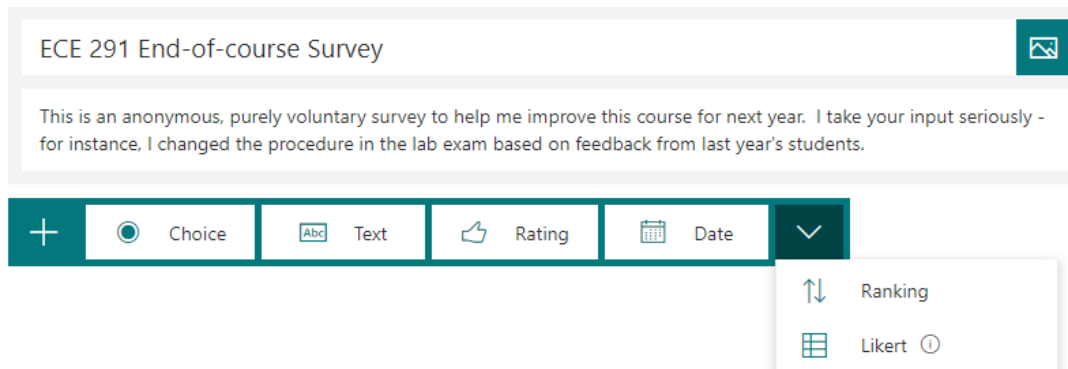 ECE 291 End-of-course Survey
This is an anonymous, purely voluntary survey to help me improve this course for next year.  I take your input seriously -
for instance, I changed the procedure in the lab exam based on feedback from last year's students.
Choice Abc Text Rating Date
Ranking
Likert